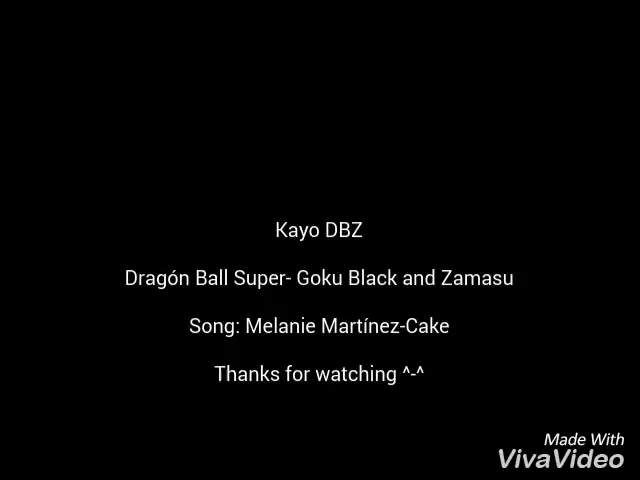 Kayo DBZ
Dragón Ball Super- Goku Black and Zamasu
Song: Melanie Martínez-Cake
Thanks for watching ^-^
Made With
VivaVideo